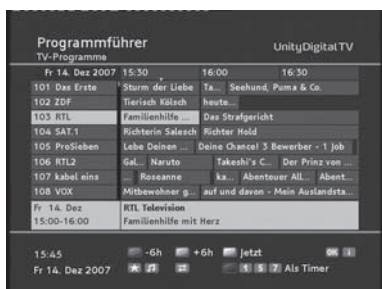 Programmführer
UnityDigitalTV
TV-Programme
Fr 14. Dez 2007 15:30 16:00 16:30
101 Das Erste Sturm der Liebe Ta... Seehund, Puma & Co.
102 ZDF Tierisch Kölsch heute...
103 RTL Familienhilfe ... Das Strafgericht
104 SAT.1 Richterin Salesch Richter Hold
105 ProSieben Lebe Deinen ... Deine Chance! 3 Bewerber - 1 Job
106 RTL2 Gal... Naruto Takeshi's C... Der Prinz von ...
107 kabel eins ... Roseanne ka... Abenteuer All... Abent...
108 VOX Mitbewohner g... auf und davon - Mein Auslandsta...
Fr 14. Dez RTL Television
15:00-16:00 Familienhilfe mit Herz
15:45 -6h +6h Jetzt OK i
Fr 14. Dez 2007 1 5 7 Als Timer